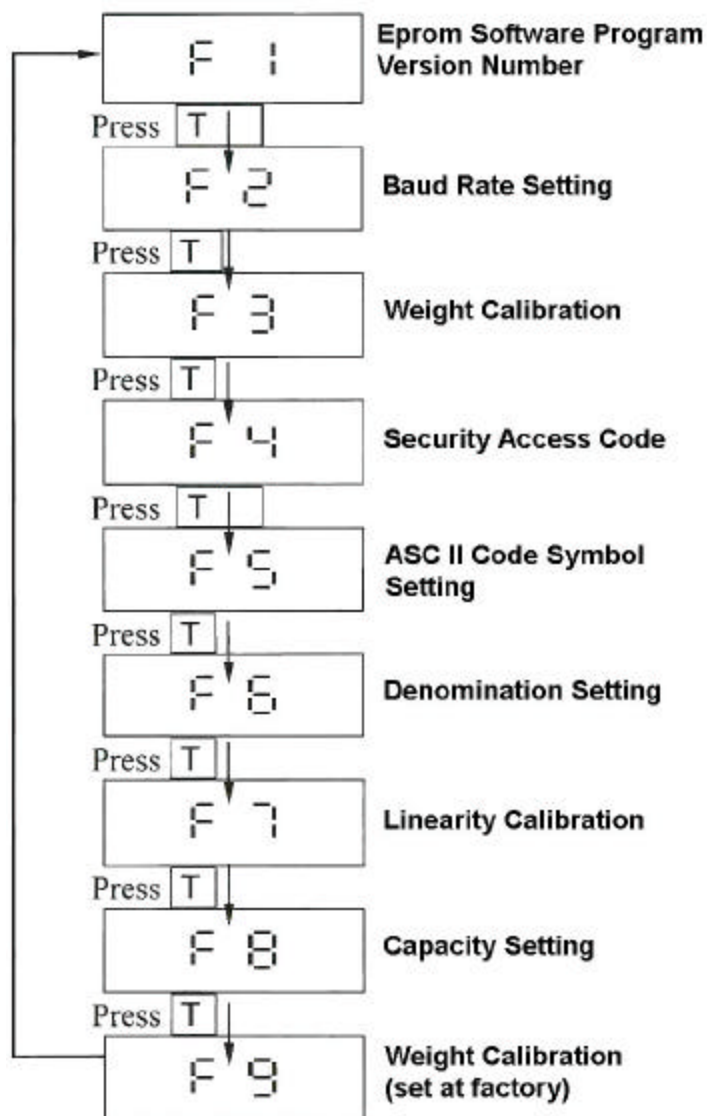 F 1
Eprom Software Program
Version Number
Press T
F 2
Baud Rate Setting
Press T
F 3
Weight Calibration
Press T
F 4
Security Access Code
Press T
F 5
ASC II Code Symbol
Setting
Press T
F 6
Denomination Setting
Press T
F 7
Linearity Calibration
Press T
F 8
Capacity Setting
Press T
F 9
Weight Calibration
(set at factory)